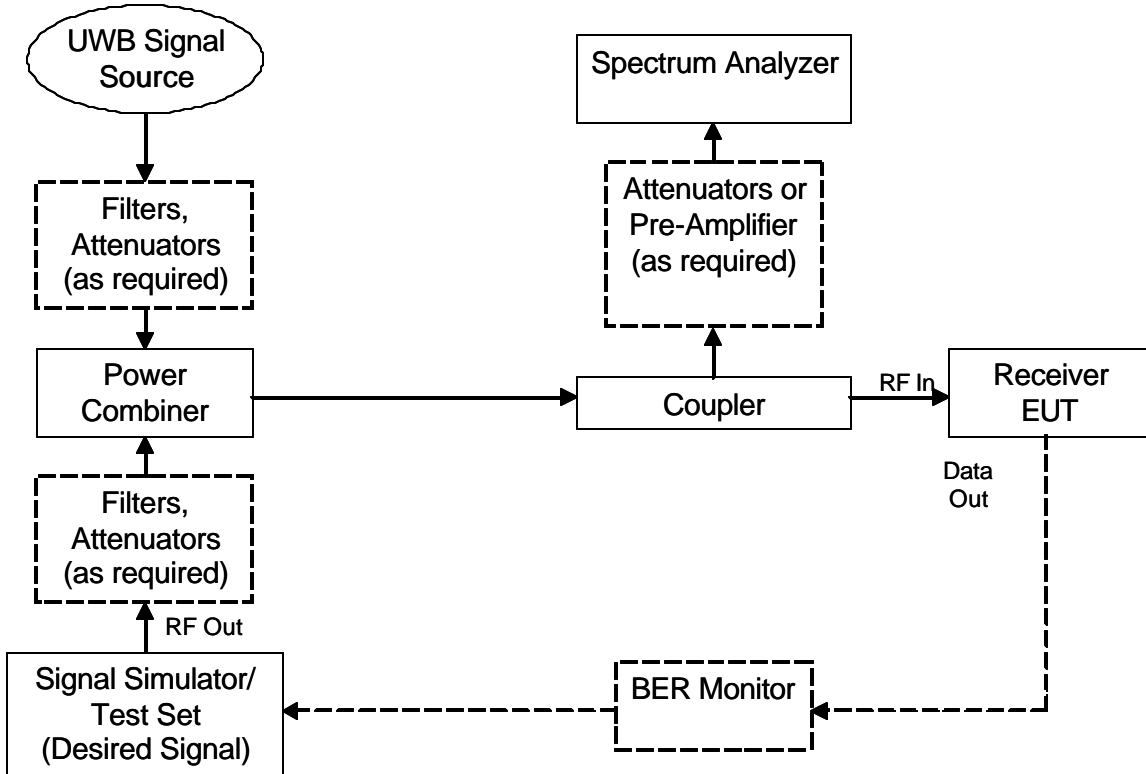 UWB Signal
Source
Spectrum Analyzer
Filters,
Attenuators
(as required)
Attenuators or
Pre-Amplifier
(as required)
Power
Combiner
Coupler
RF In
Receiver
EUT
Data
Out
Filters,
Attenuators
(as required)
RF Out
Signal Simulator/
Test Set
(Desired Signal)
BER Monitor